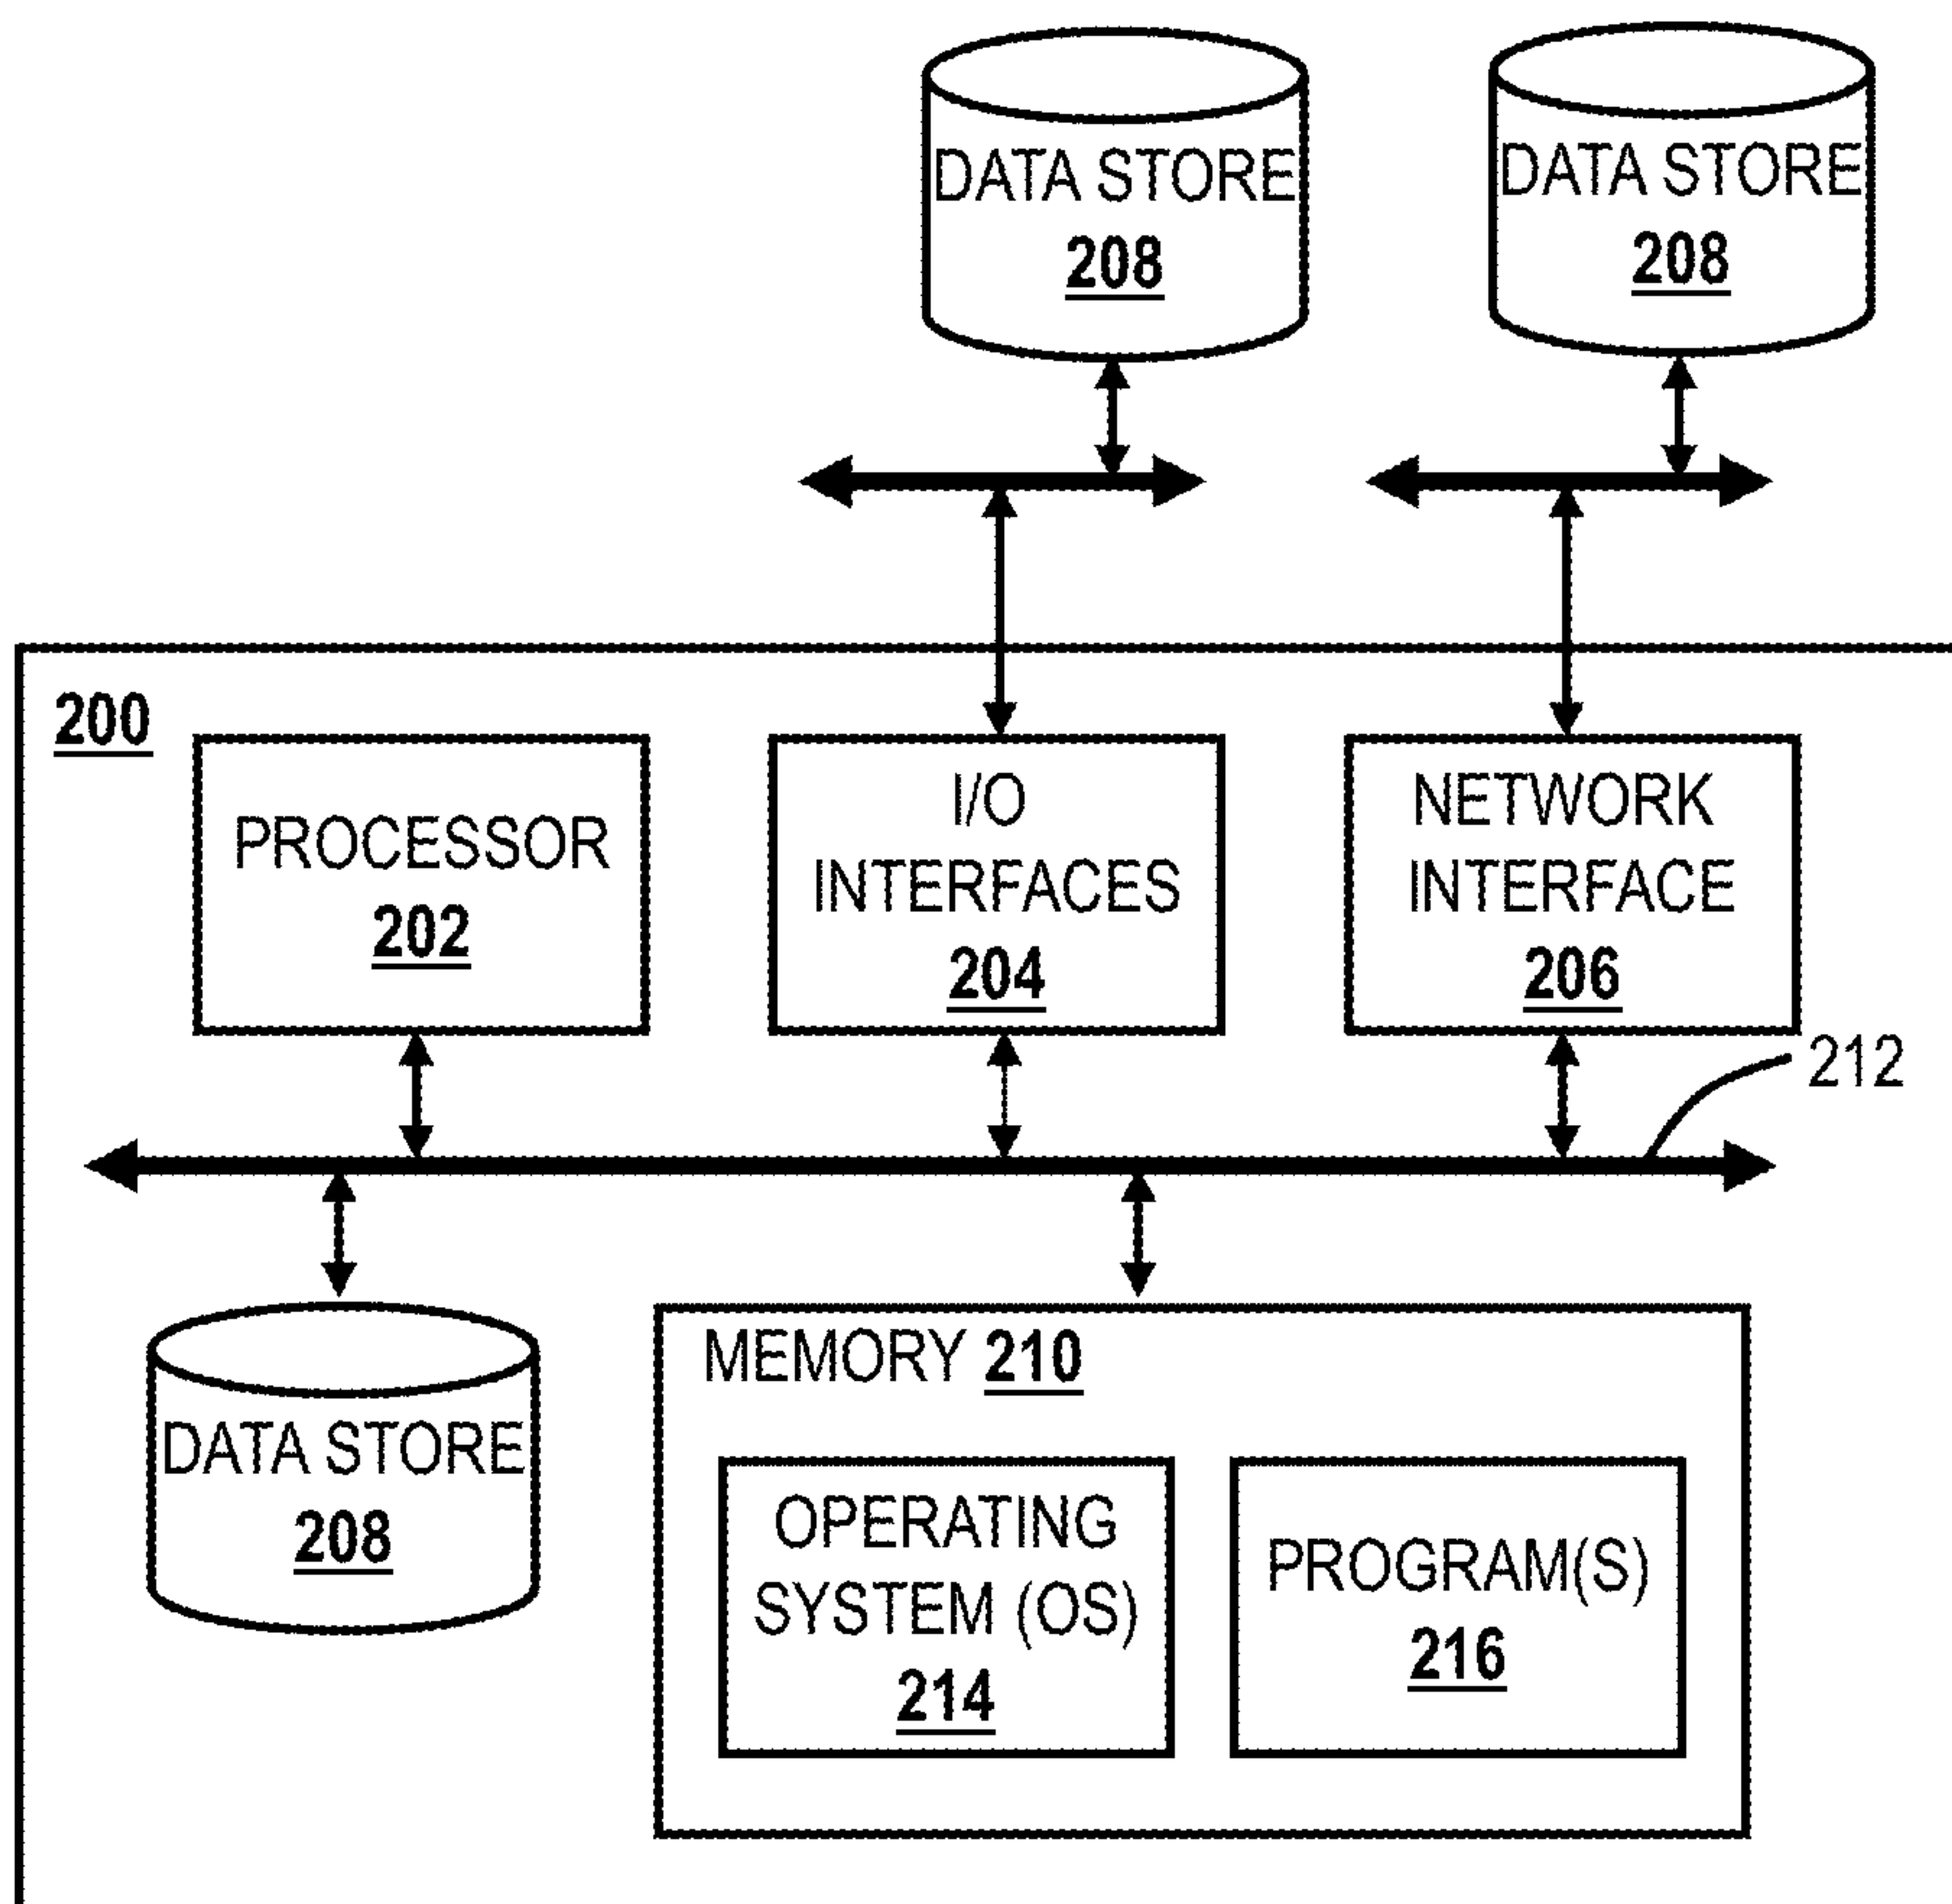 DATA STORE
208
DATA STORE
208
200
PROCESSOR
202
I/O
INTERFACES
204
NETWORK
INTERFACE
206
212
DATA STORE
208
MEMORY 210
OPERATING
SYSTEM (OS)
214
PROGRAM(S)
216